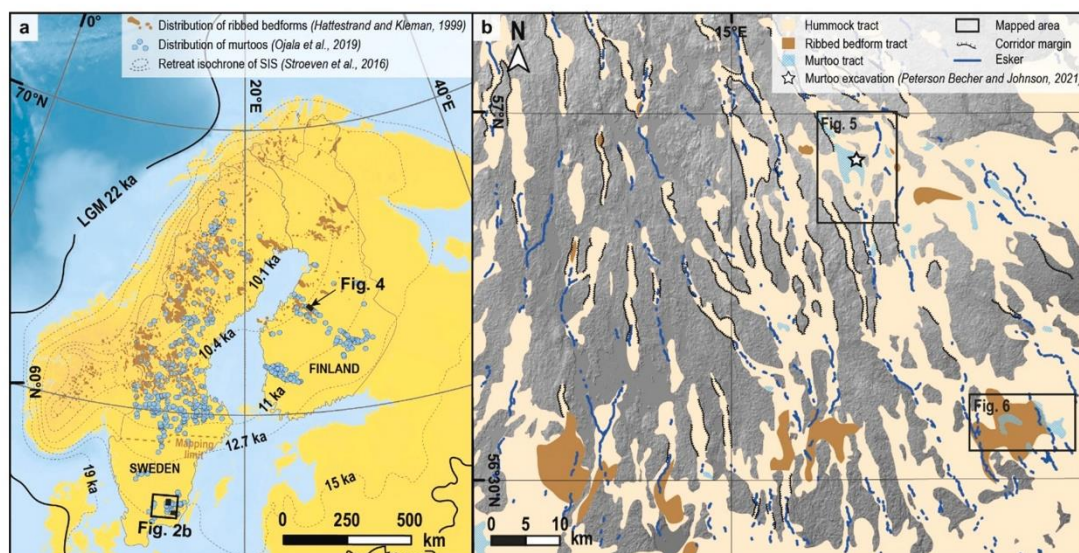 a
Distribution of ribbed bedforms (Hattestrand and Kleman, 1999)
Distribution of murtoos (Ojala et al., 2019)
Retreat isochrone of SIS (Stroeven et al. 2016)
0°
70°N
20°E
40°E
LGM 22 ka
10.1 ka
Fig. 4
10.4 ka
FINLAND
60°N
11 ka
Mapping
limit
12.7 ka
SWEDEN
19 ka
15 ka
Fig. 2b
0 250 500
km
b
N
15°E
Hummock tract
Ribbed bedform tract
Murtoo tract
Murtoo excavation (Peterson Becher and Johnson, 2021)
Mapped area
Corridor margin
Esker
57°N
Fig. 5
Fig. 6
56°30'N
0 5 10
km